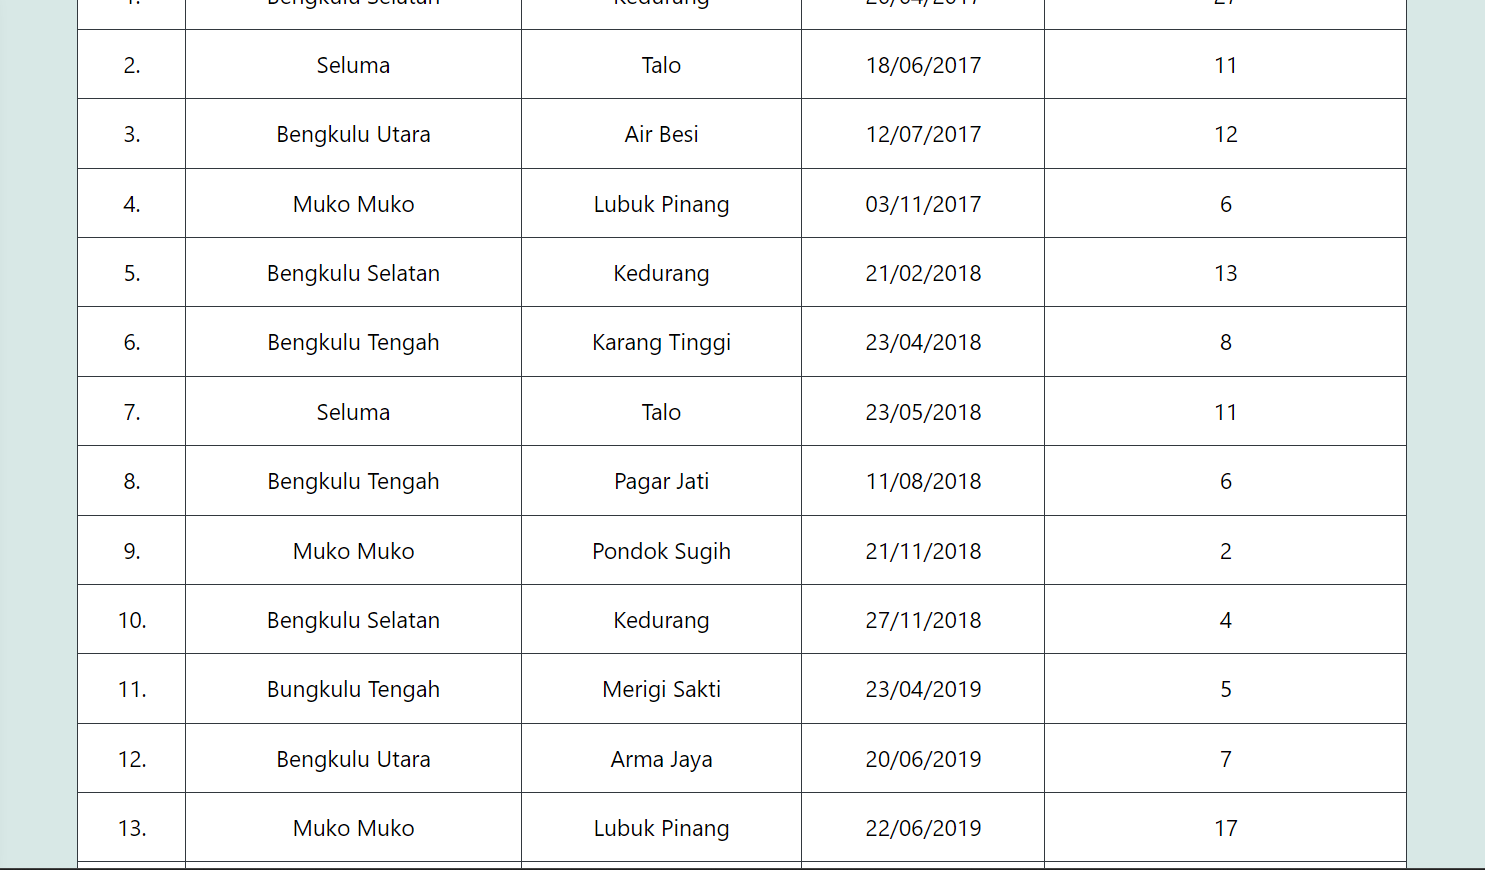 1. Bengkulu Selatan Kedurang 27
2. Seluma Talo 18/06/2017 11
3. Bengkulu Utara Air Besi 12/07/2017 12
4. Muko Muko Lubuk Pinang 03/11/2017 6
5. Bengkulu Selatan Kedurang 21/02/2018 13
6. Bengkulu Tengah Karang Tinggi 23/04/2018 8
7. Seluma Talo 23/05/2018 11
8. Bengkulu Tengah Pagar Jati 11/08/2018 6
9. Muko Muko Pondok Sugih 21/11/2018 2
10. Bengkulu Selatan Kedurang 27/11/2018 4
11. Bungkulu Tengah Merigi Sakti 23/04/2019 5
12. Bengkulu Utara Arma Jaya 20/06/2019 7
13. Muko Muko Lubuk Pinang 22/06/2019 17